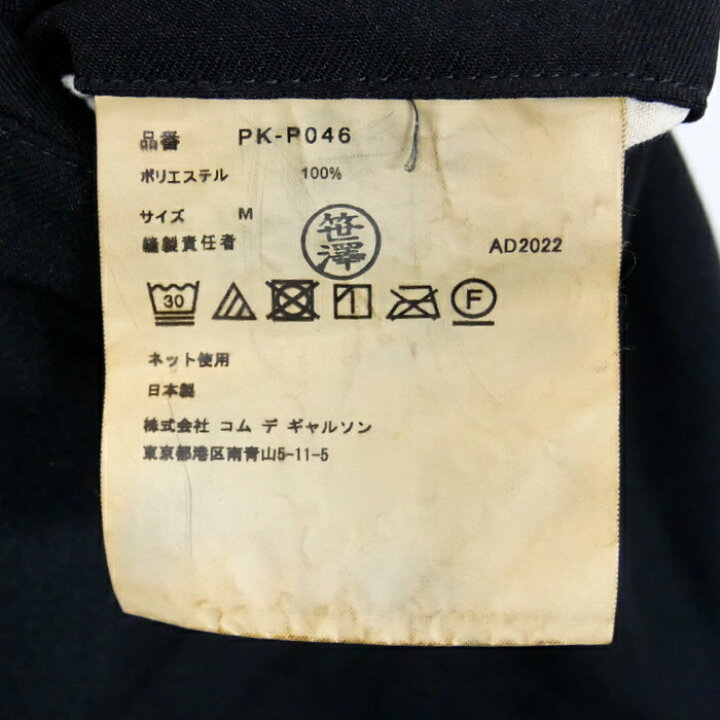 品番 PK-P046
ポリエステル 100%
サイズ M
縫製責任者 笹澤 AD2022
30 F
ネット使用
日本製
株式会社 コム デ ギャルソン
東京都港区南青山5-11-5